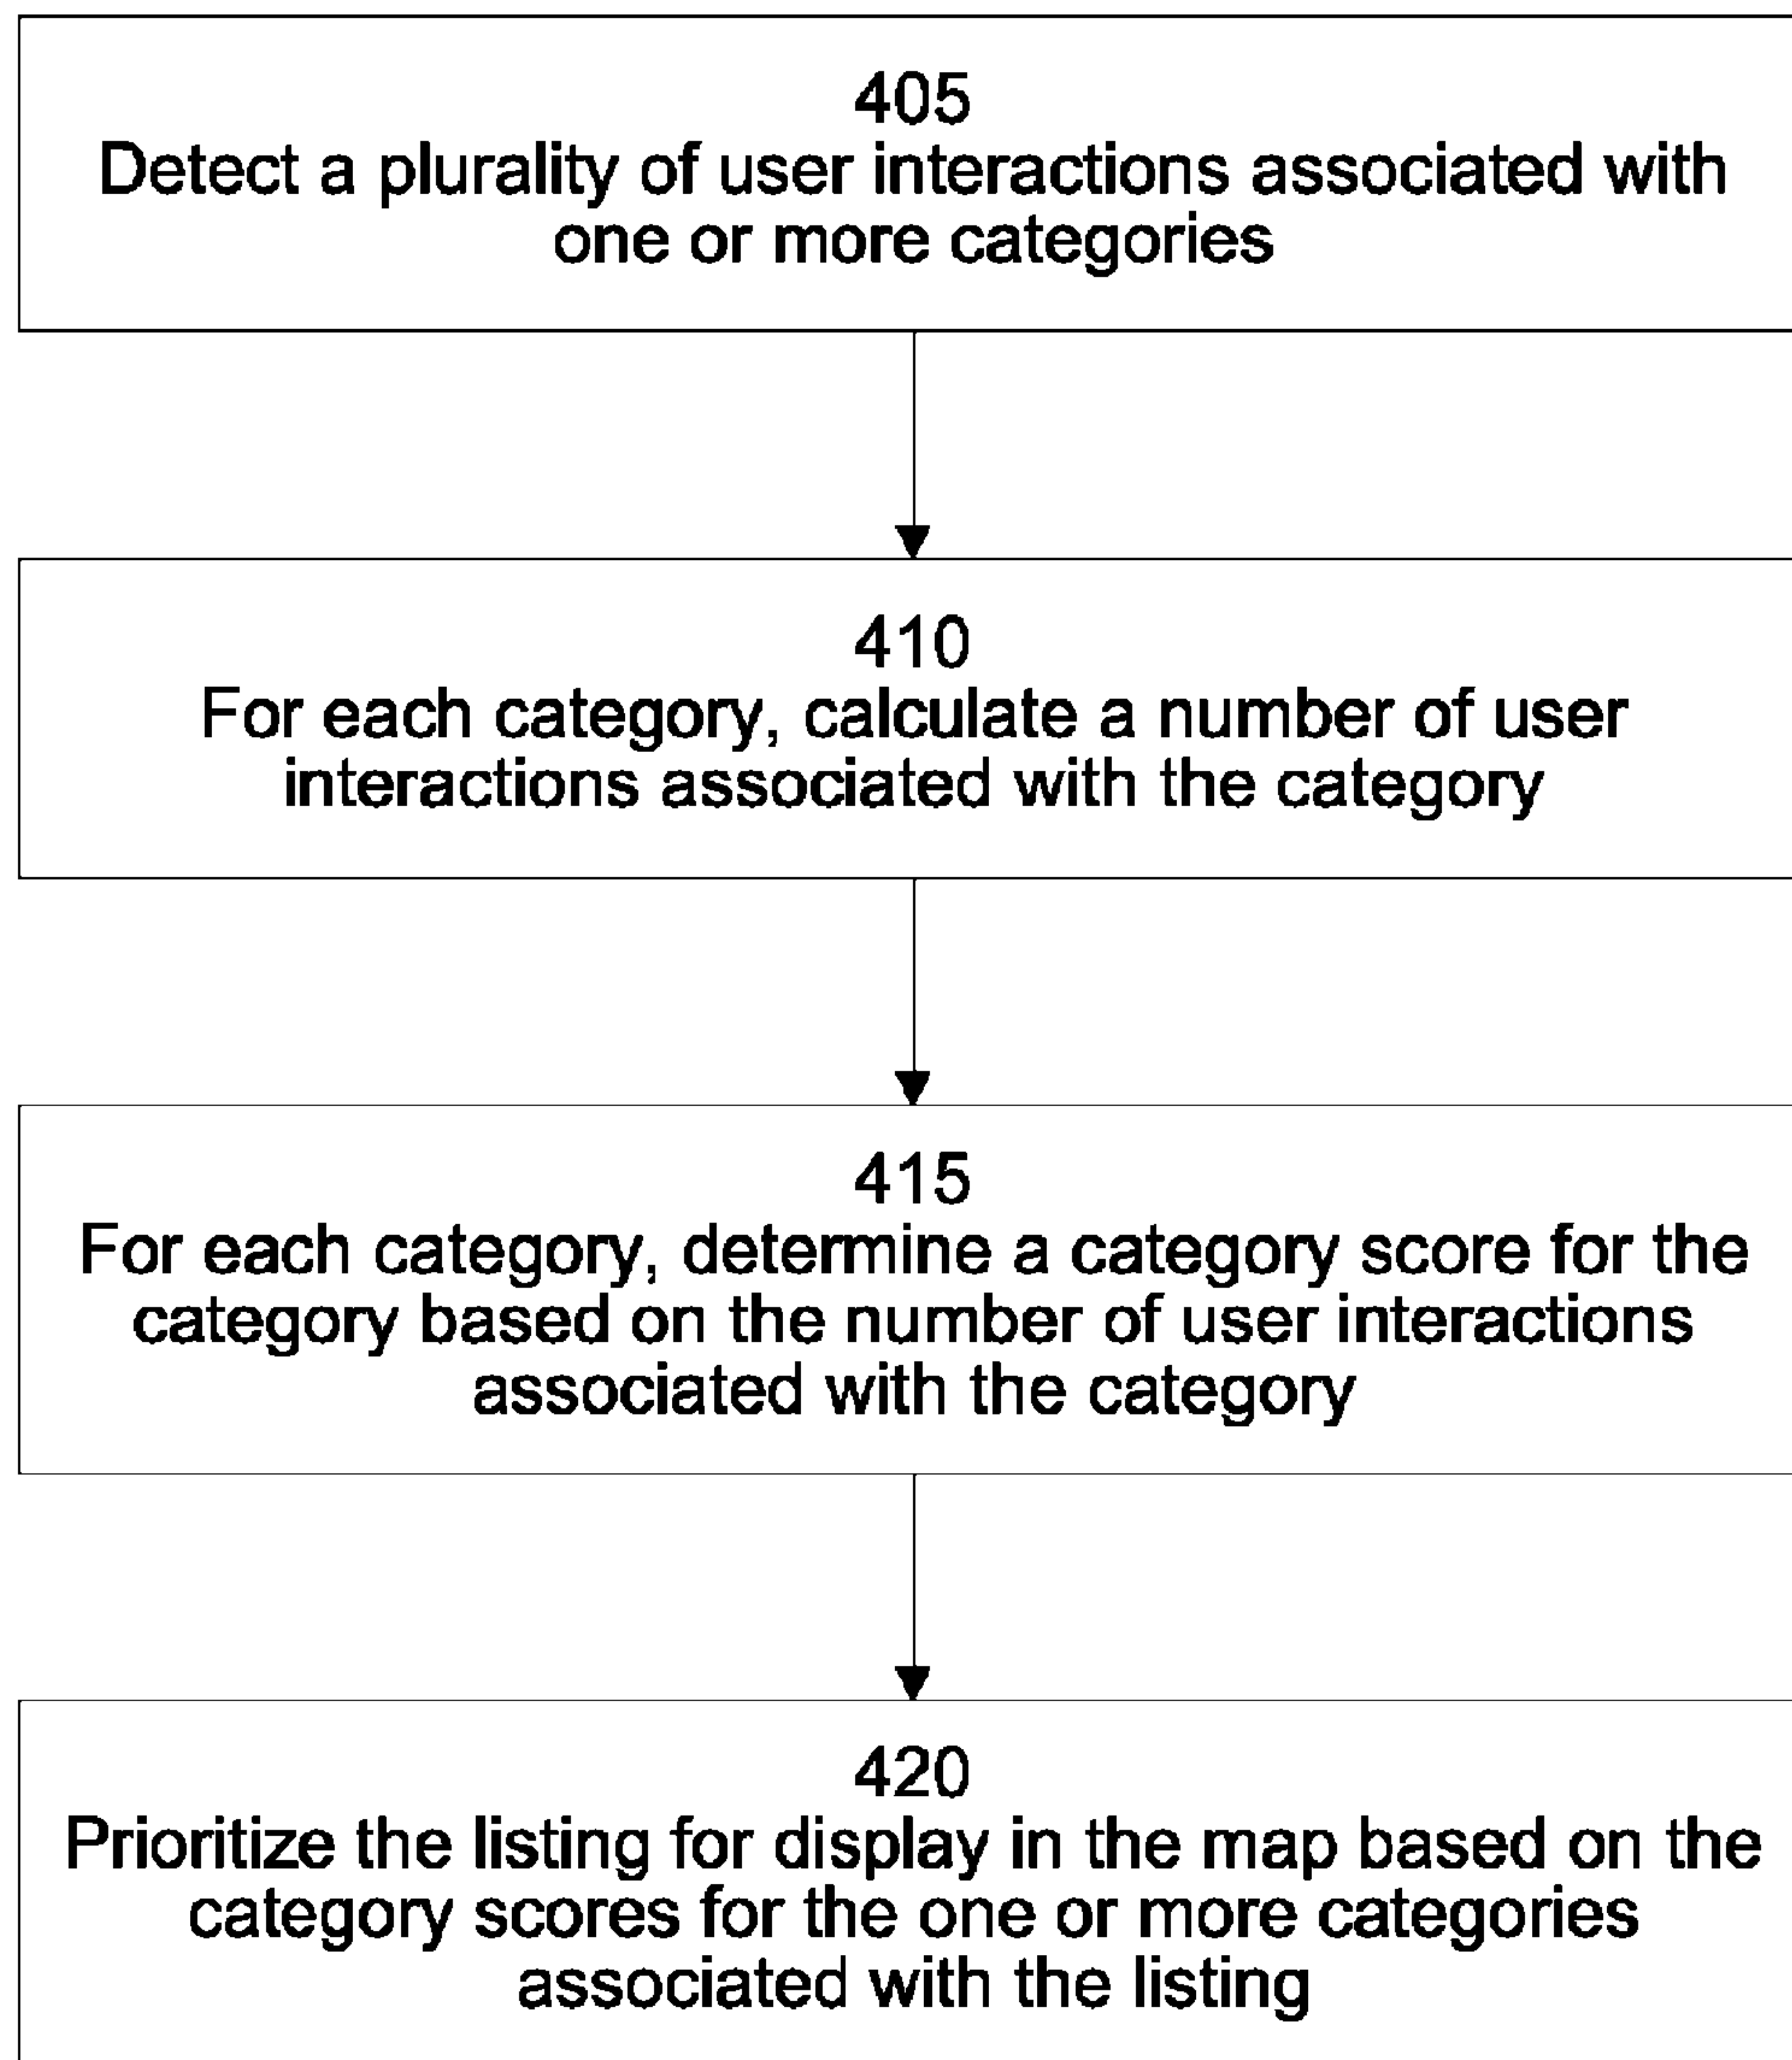 405
Detect a plurality of user interactions associated with
one or more categories
410
For each category, calculate a number of user
interactions associated with the category
415
For each category, determine a category score for the
category based on the number of user interactions
associated with the category
420
Prioritize the listing for display in the map based on the
category scores for the one or more categories
associated with the listing